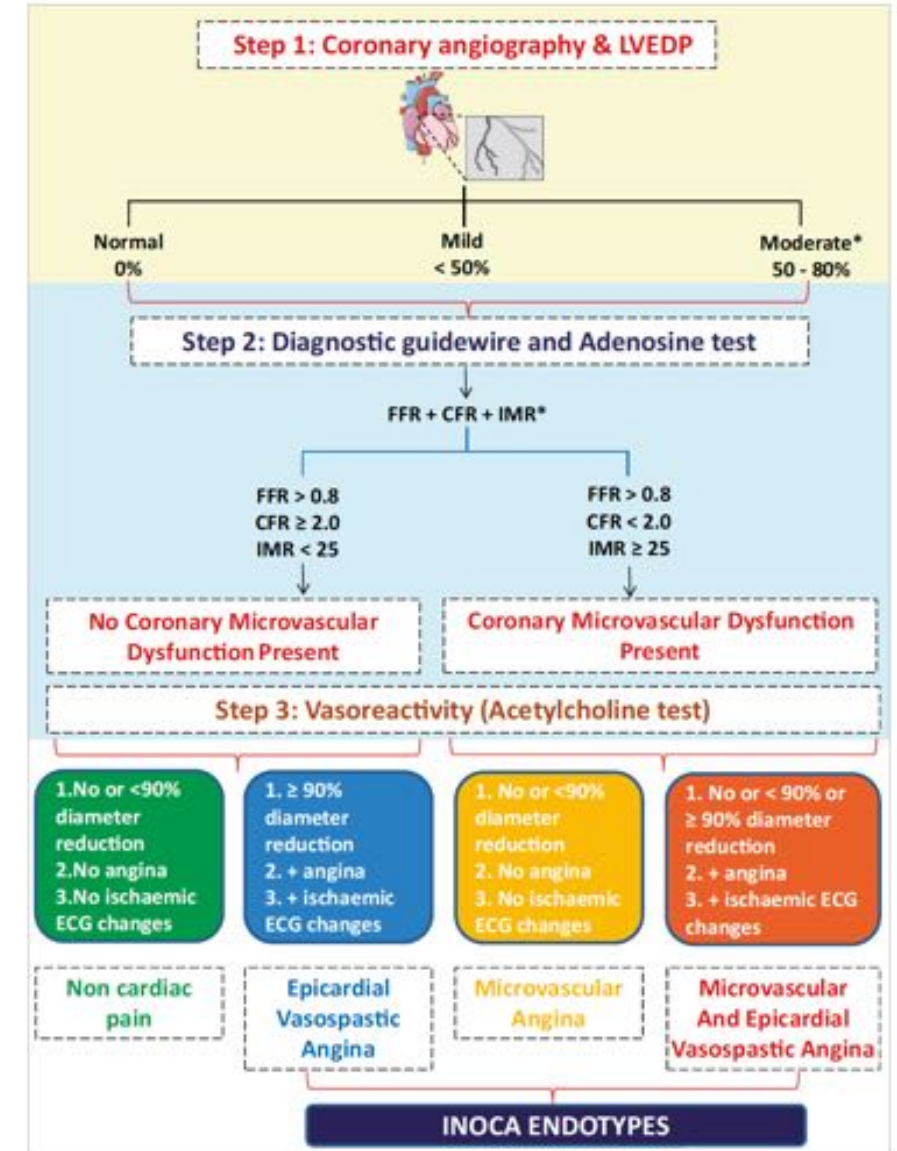 Step 1: Coronary angiography & LVEDP
Normal
0%
Mild
< 50%
Moderate*
50 - 80%
Step 2: Diagnostic guidewire and Adenosine test
FFR + CFR + IMR*
FFR > 0.8
CFR ≥ 2.0
IMR < 25
FFR > 0.8
CFR < 2.0
IMR ≥ 25
No Coronary Microvascular
Dysfunction Present
Coronary Microvascular Dysfunction
Present
Step 3: Vasoreactivity (Acetylcholine test)
1.No or <90%
diameter
reduction
2.No angina
3.No ischaemic
ECG changes
1. ≥ 90%
diameter
reduction
2. + angina
3. + ischaemic
ECG changes
1. No or <90%
diameter
reduction
2. No angina
3. No ischaemic
ECG changes
1. No or < 90% or
≥ 90% diameter
reduction
2. + angina
3. + ischaemic ECG
changes
Non cardiac
pain
Epicardial
Vasospastic
Angina
Microvascular
Angina
Microvascular
And Epicardial
Vasospastic Angina
INOCA ENDOTYPES